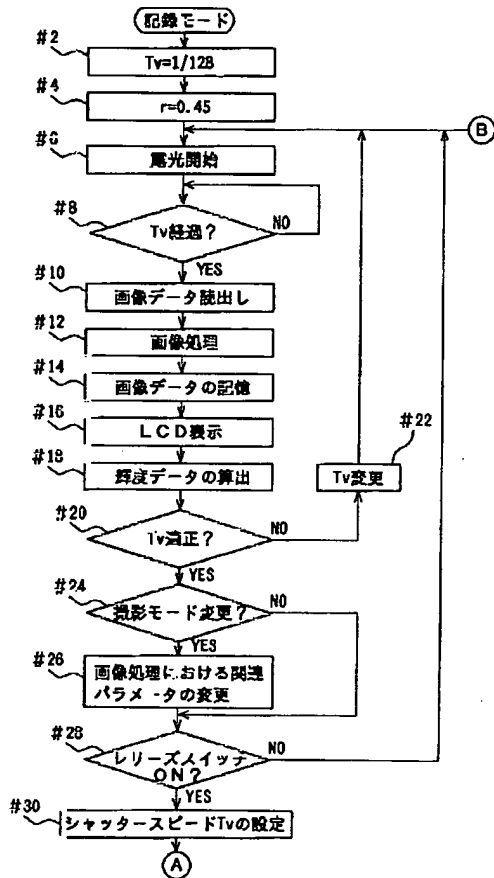 記録モード
#2
Tv=1/128
#4
r=0.45
B
#6
露光開始
#8
Tv経過?
NO
YES
#10
画像データ読出し
#12
画像処理
#14
画像データの記憶
#16
LCD表示
#22
#18
輝度データの算出
Tv変更
#20
Tv適正?
NO
YES
#24
撮影モード変更?
NO
YES
#26
画像処理における関連
パラメータの変更
#28
レリーズスイッチ
ON?
NO
YES
#30
シャッタースピードTvの設定
A